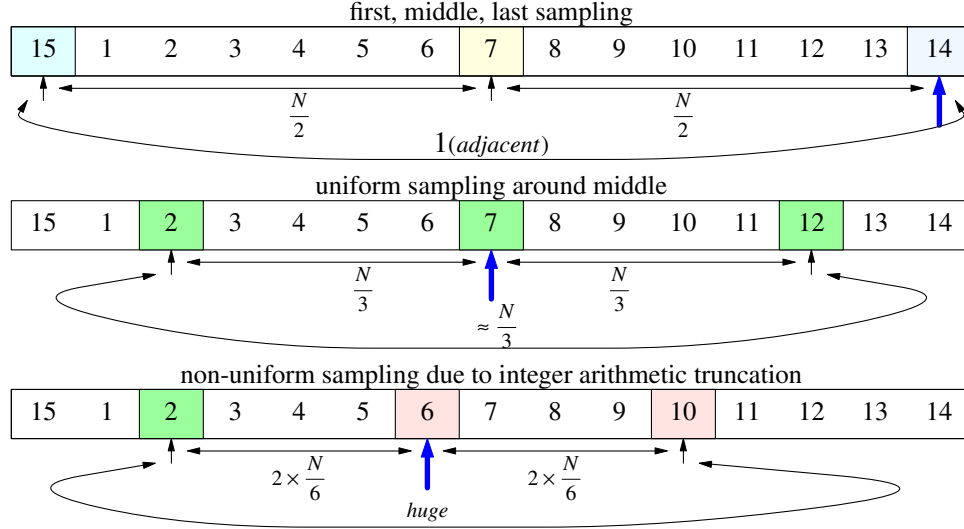 first, middle, last sampling
15 1 2 3 4 5 6 7 8 9 10 11 12 13 14
N/2 N/2
1(adjacent)
uniform sampling around middle
15 1 2 3 4 5 6 7 8 9 10 11 12 13 14
N/3 N/3
≈ N/3
non-uniform sampling due to integer arithmetic truncation
15 1 2 3 4 5 6 7 8 9 10 11 12 13 14
2 × N/6 2 × N/6
huge